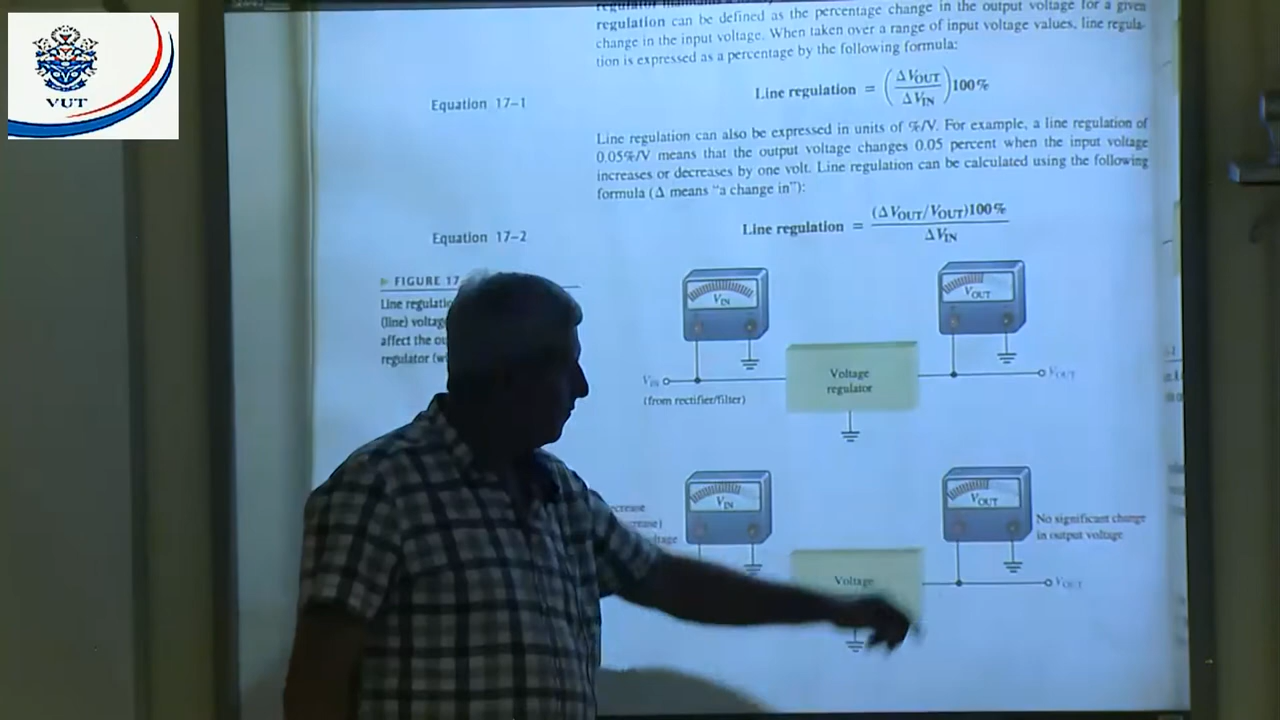 VUT
regulation can be defined as the percentage change in the output voltage for a given
change in the input voltage. When taken over a range of input voltage values, line regula-
tion is expressed as a percentage by the following formula:
Equation 17–1
Line regulation = (ΔVOUT/ΔVIN)100%
Line regulation can also be expressed in units of %/V. For example, a line regulation of
0.05%/V means that the output voltage changes 0.05 percent when the input voltage
increases or decreases by one volt. Line regulation can be calculated using the following
formula (Δ means "a change in"):
Equation 17–2
Line regulation = (ΔVOUT/VOUT)100%/ΔVIN
FIGURE 17
Line
(line)
affect the
regulator
VIN
VOUT
VIN
(from rectifier/filter)
Voltage
regulator
VOUT
VIN
VOUT
No significant change
in output voltage
Voltage
VOUT